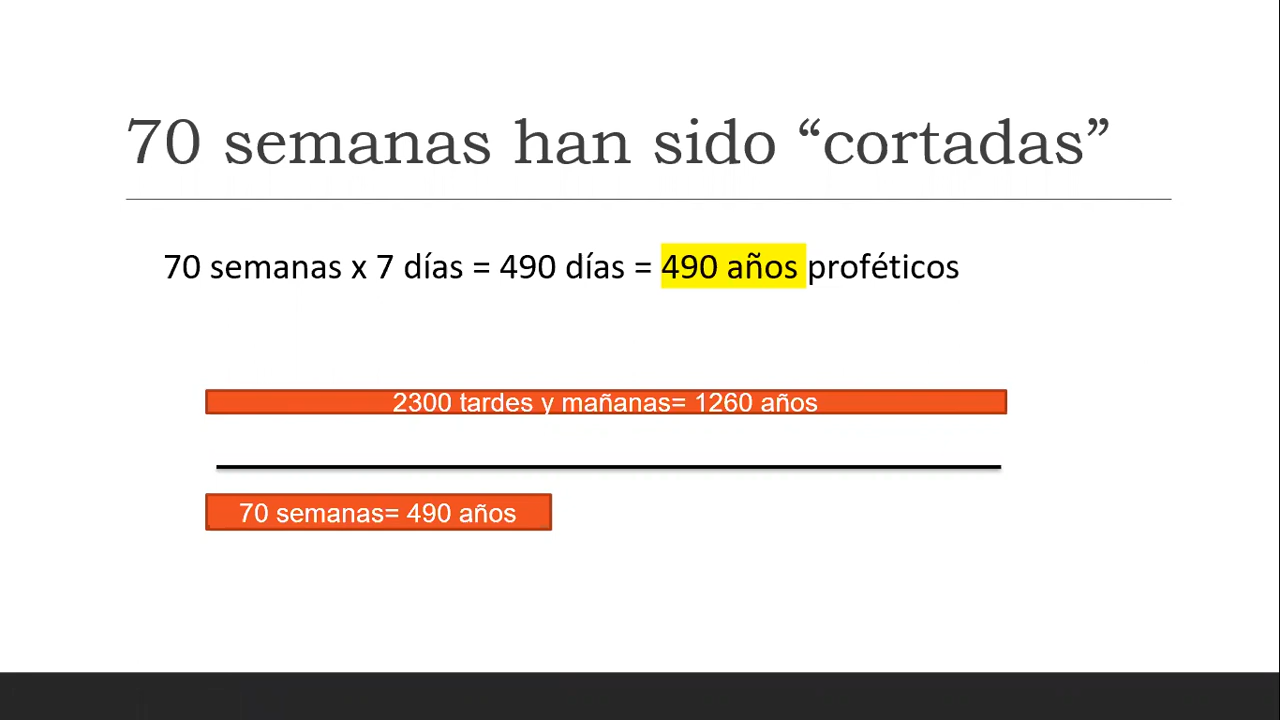 70 semanas han sido “cortadas”
70 semanas x 7 días = 490 días = 490 años proféticos
2300 tardes y mañanas= 1260 años
70 semanas= 490 años